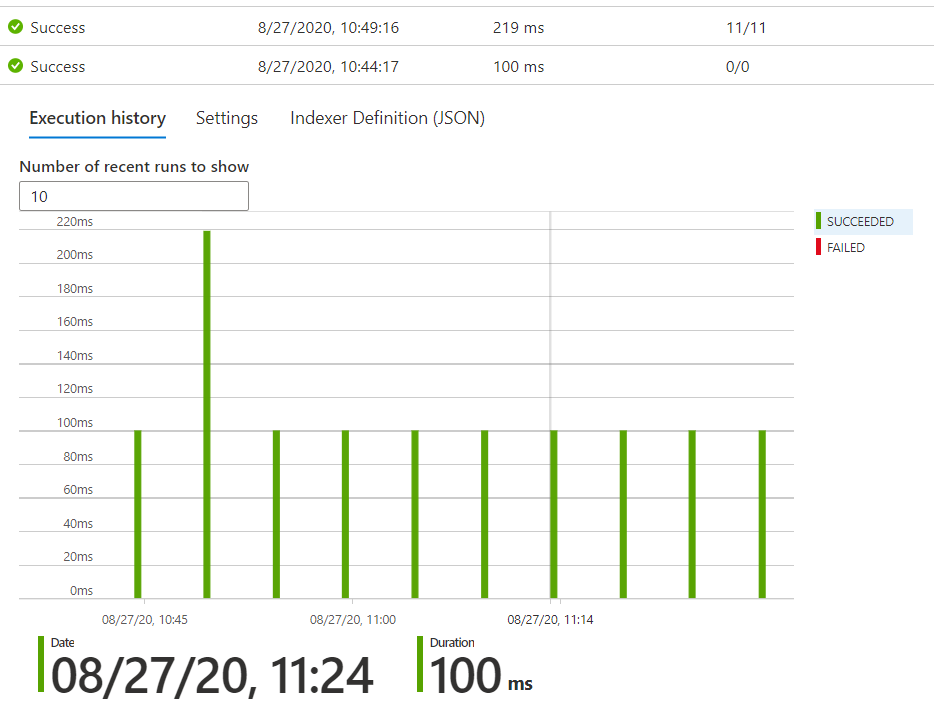 Success 8/27/2020, 10:49:16 219 ms 11/11
Success 8/27/2020, 10:44:17 100 ms 0/0
Execution history Settings Indexer Definition (JSON)
Number of recent runs to show
10
220ms
200ms
180ms
160ms
140ms
120ms
100ms
80ms
60ms
40ms
20ms
0ms
SUCCEEDED
FAILED
08/27/20, 10:45 08/27/20, 11:00 08/27/20, 11:14
Date
08/27/20, 11:24
Duration
100 ms